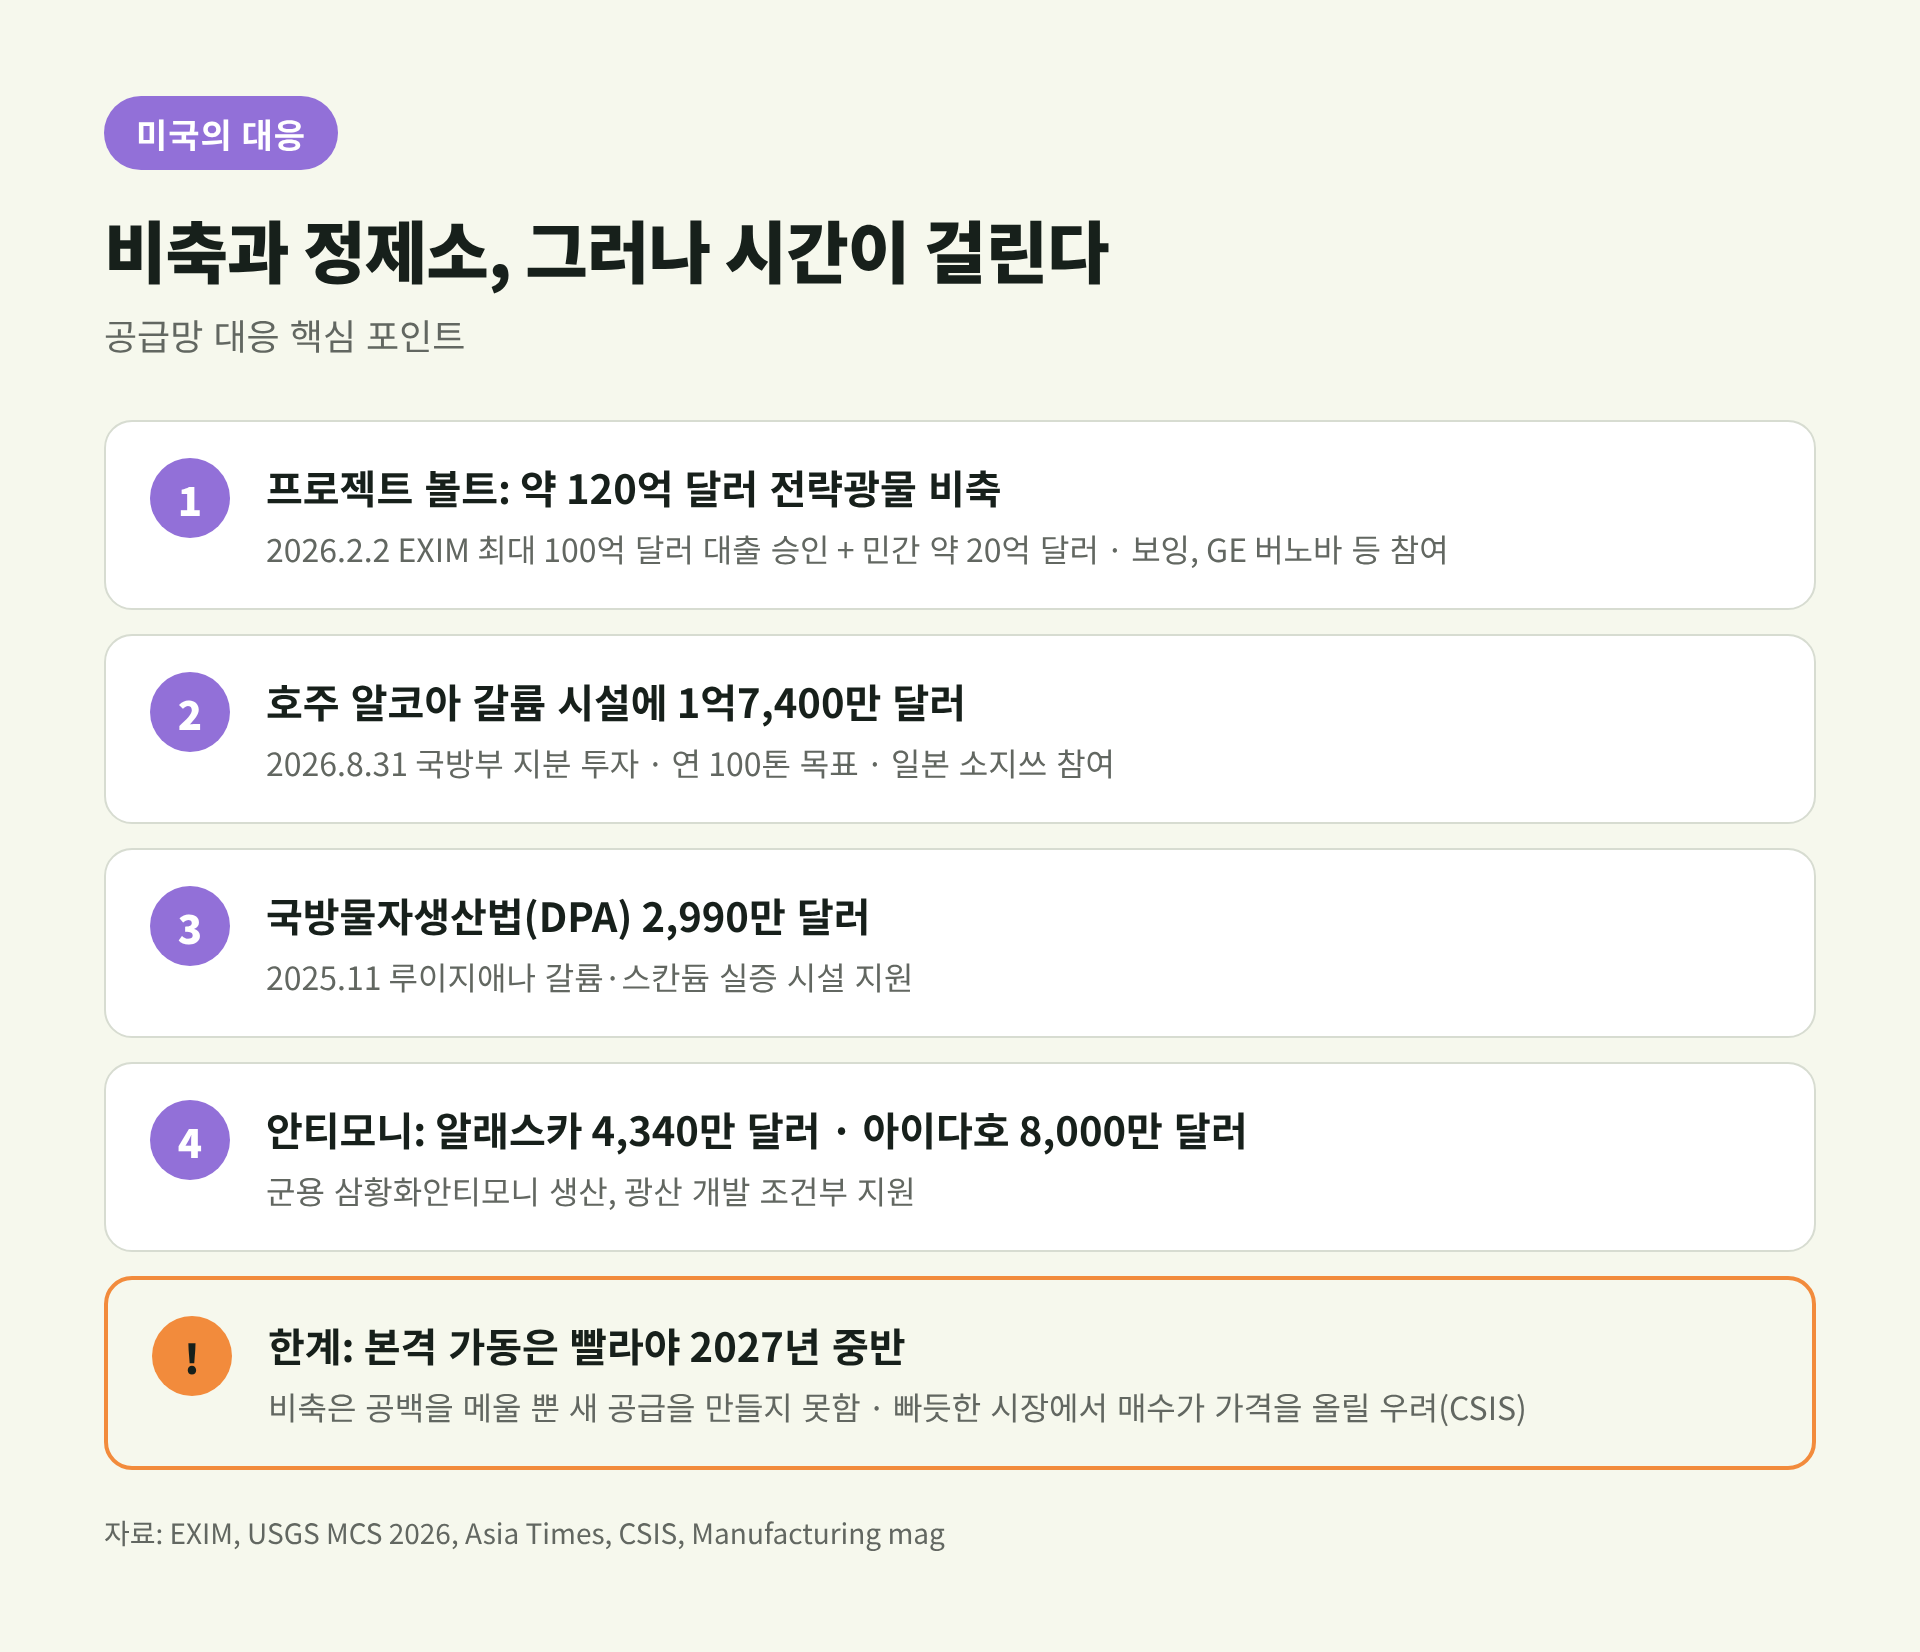 미국의 대응
비축과 정제소, 그러나 시간이 걸린다
공급망 대응 핵심 포인트
1
프로젝트 볼트: 약 120억 달러 전략광물 비축
2026.2.2 EXIM 최대 100억 달러 대출 승인 + 민간 약 20억 달러 · 보잉, GE 버노바 등 참여
2
호주 알코아 갈륨 시설에 1억7,400만 달러
2026.8.31 국방부 지분 투자 · 연 100톤 목표 · 일본 소지쓰 참여
3
국방물자생산법(DPA) 2,990만 달러
2025.11 루이지애나 갈륨·스칸듐 실증 시설 지원
4
안티모니: 알래스카 4,340만 달러 · 아이다호 8,000만 달러
군용 삼황화안티모니 생산, 광산 개발 조건부 지원
!
한계: 본격 가동은 빨라야 2027년 중반
비축은 공백을 메울 뿐 새 공급을 만들지 못함 · 빠듯한 시장에서 매수가 가격을 올릴 우려(CSIS)
자료: EXIM, USGS MCS 2026, Asia Times, CSIS, Manufacturing mag